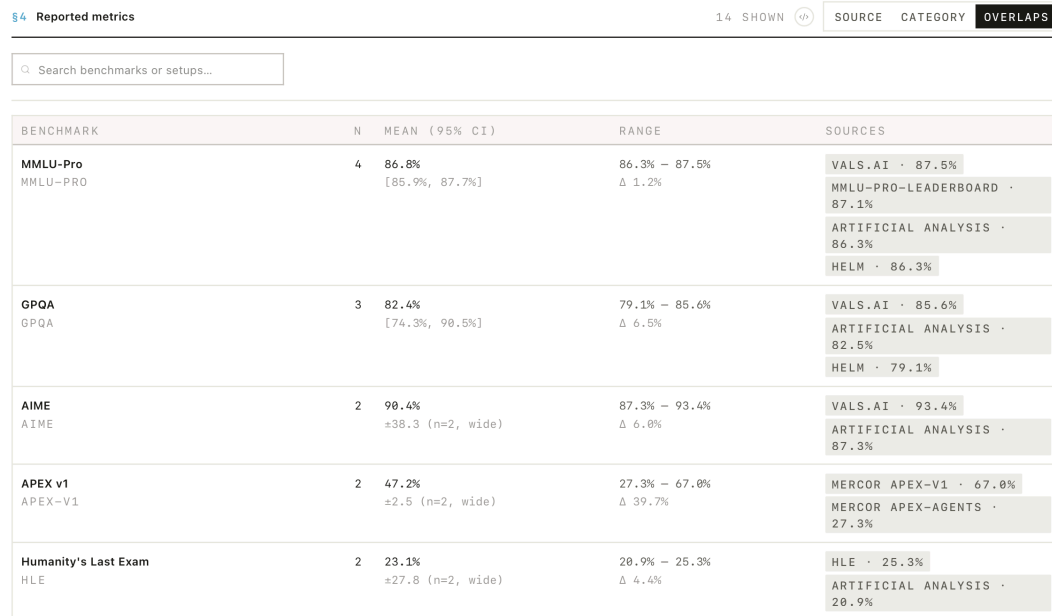 §4 Reported metrics
14 SHOWN </> SOURCE CATEGORY OVERLAPS
Search benchmarks or setups...
BENCHMARK N MEAN (95% CI) RANGE SOURCES
MMLU-Pro 4 86.8% 86.3% — 87.5% VALS.AI · 87.5%
MMLU-PRO [85.9%, 87.7%] Δ 1.2%
MMLU-PRO-LEADERBOARD ·
87.1%
ARTIFICIAL ANALYSIS ·
86.3%
HELM · 86.3%
GPQA 3 82.4% 79.1% — 85.6% VALS.AI · 85.6%
GPQA [74.3%, 90.5%] Δ 6.5%
ARTIFICIAL ANALYSIS ·
82.5%
HELM · 79.1%
AIME 2 90.4% 87.3% — 93.4% VALS.AI · 93.4%
AIME ±38.3 (n=2, wide) Δ 6.0%
ARTIFICIAL ANALYSIS ·
87.3%
APEX v1 2 47.2% 27.3% — 67.0% MERCOR APEX-V1 · 67.0%
APEX-V1 ±2.5 (n=2, wide) Δ 39.7%
MERCOR APEX-AGENTS ·
27.3%
Humanity's Last Exam 2 23.1% 20.9% — 25.3% HLE · 25.3%
HLE ±27.8 (n=2, wide) Δ 4.4%
ARTIFICIAL ANALYSIS ·
20.9%